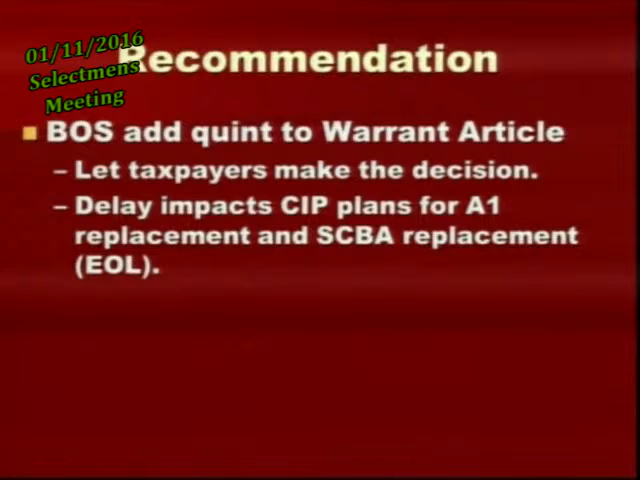 01/11/2016
Selectmens
Meeting
Recommendation
BOS add quint to Warrant Article
– Let taxpayers make the decision.
– Delay impacts CIP plans for A1
replacement and SCBA replacement
(EOL).